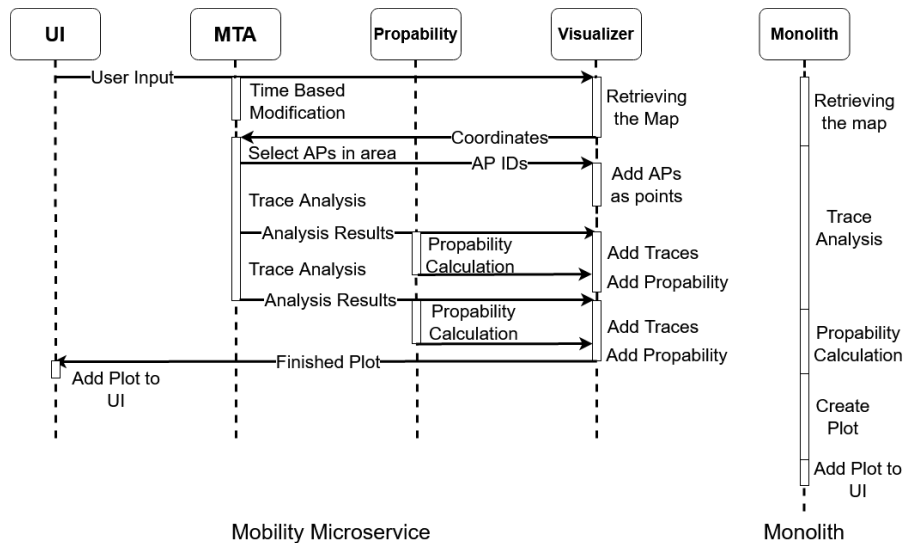 UI
MTA
Propability
Visualizer
Monolith
User Input
Time Based
Modification
Retrieving
the Map
Coordinates
Select APs in area
AP IDs
Add APs
as points
Trace Analysis
Analysis Results
Propability
Calculation
Add Traces
Trace Analysis
Add Propability
Analysis Results
Propability
Calculation
Add Traces
Add Propability
Finished Plot
Add Plot to
UI
Retrieving
the map
Trace
Analysis
Propability
Calculation
Create
Plot
Add Plot to
UI
Mobility Microservice
Monolith